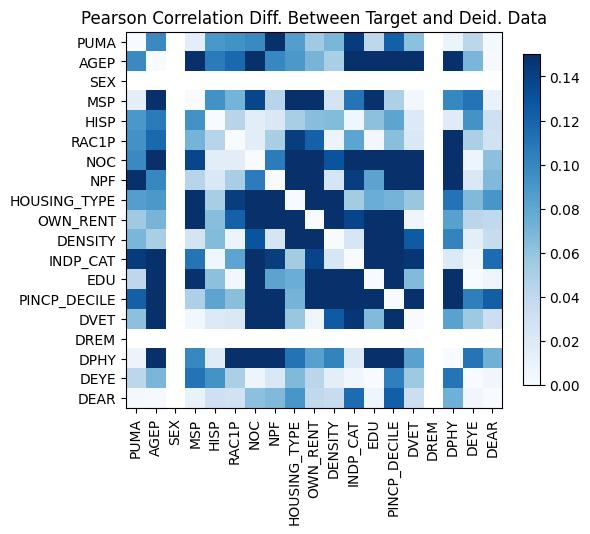 Pearson Correlation Diff. Between Target and Deid. Data
PUMA
AGEP
SEX
MSP
HISP
RAC1P
NOC
NPF
HOUSING_TYPE
OWN_RENT
DENSITY
INDP_CAT
EDU
PINCP_DECILE
DVET
DREM
DPHY
DEYE
DEAR
0.14
0.12
0.10
0.08
0.06
0.04
0.02
0.00
PUMA
AGEP
SEX
MSP
HISP
RAC1P
NOC
NPF
HOUSING_TYPE
OWN_RENT
DENSITY
INDP_CAT
EDU
PINCP_DECILE
DVET
DREM
DPHY
DEYE
DEAR